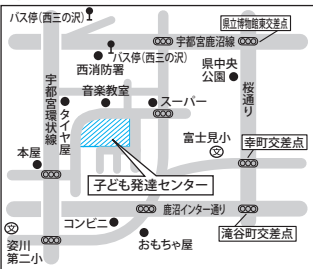 バス停(西三の沢)
県立博物館東交差点
宇都宮鹿沼線
バス停(西三の沢)
西消防署
県中央
公園
桜通り
宇都宮環状線
タイヤ屋
音楽教室
スーパー
富士見小
文
幸町交差点
本屋
子ども発達センター
鹿沼インター通り
滝谷町交差点
コンビニ
おもちゃ屋
文
姿川
第二小